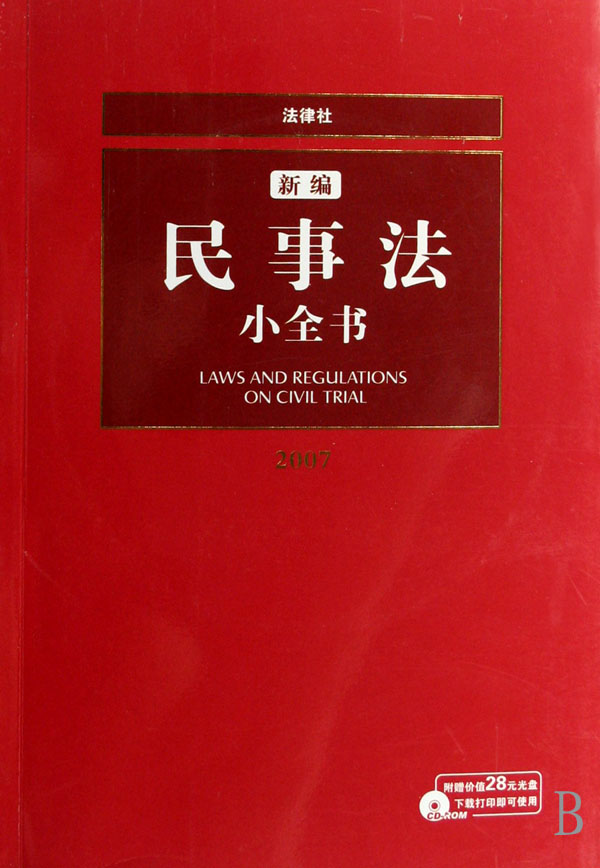 法律社
新编
民事法
小全书
LAWS AND REGULATIONS
ON CIVIL TRIAL
2007
附赠价值28元光盘
下载打印即可使用
CD-ROM
B